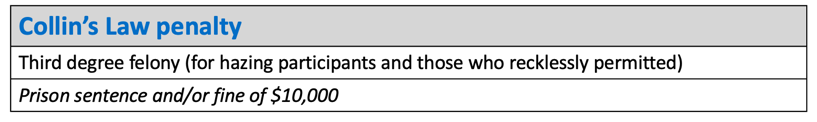 Collin’s Law penalty
Third degree felony (for hazing participants and those who recklessly permitted)
Prison sentence and/or fine of $10,000